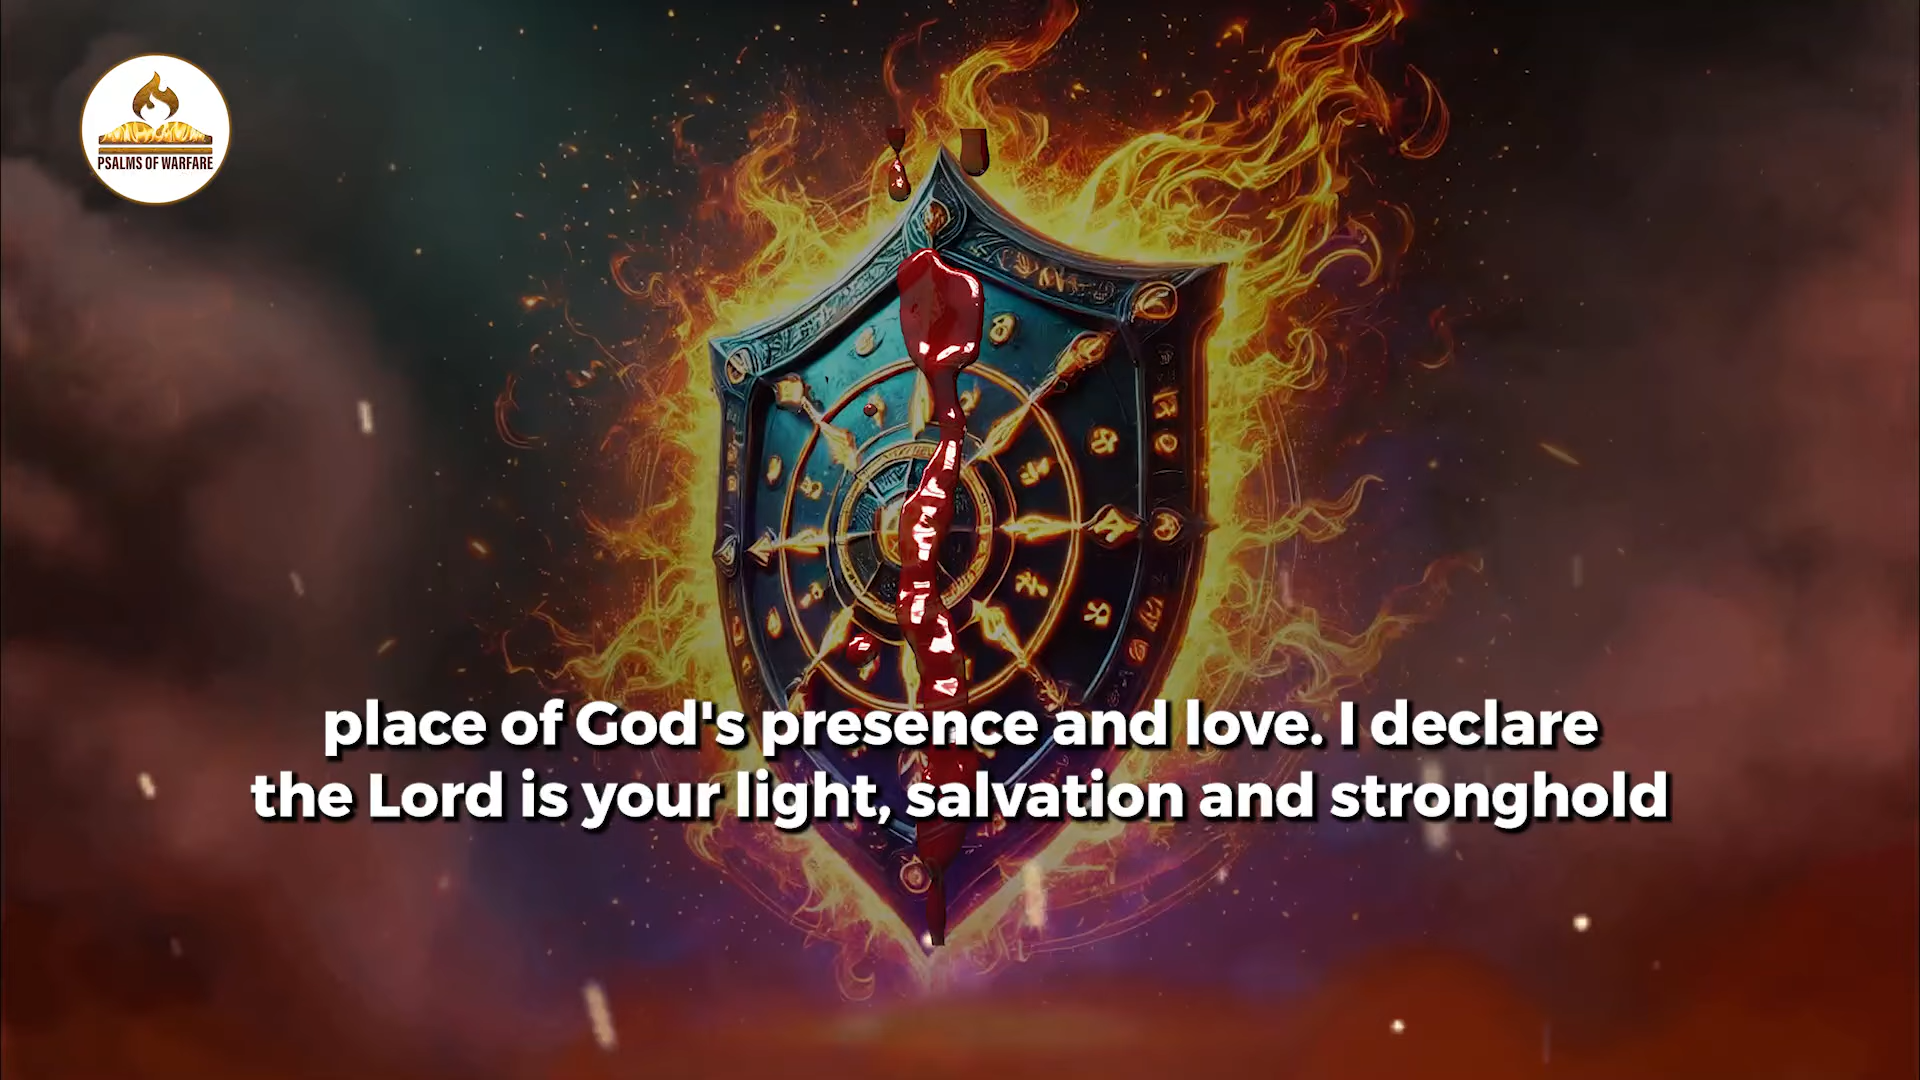 PSALMS OF WARFARE
place of God's presence and love. I declare
the Lord is your light, salvation and stronghold